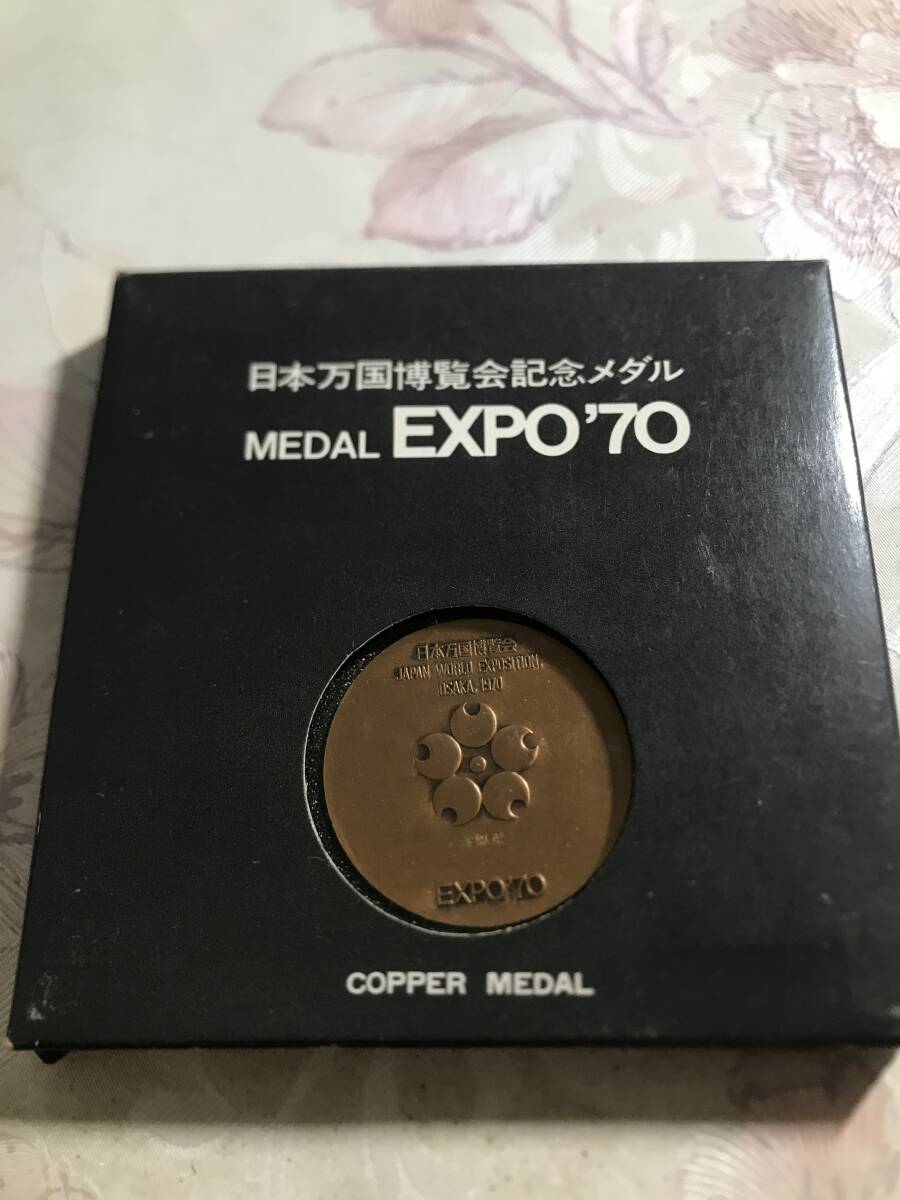 日本万国博覧会記念メダル
MEDAL EXPO'70
日本万国博覧会
JAPAN WORLD EXPOSITION,
OSAKA, 1970
EXPO'70
COPPER MEDAL